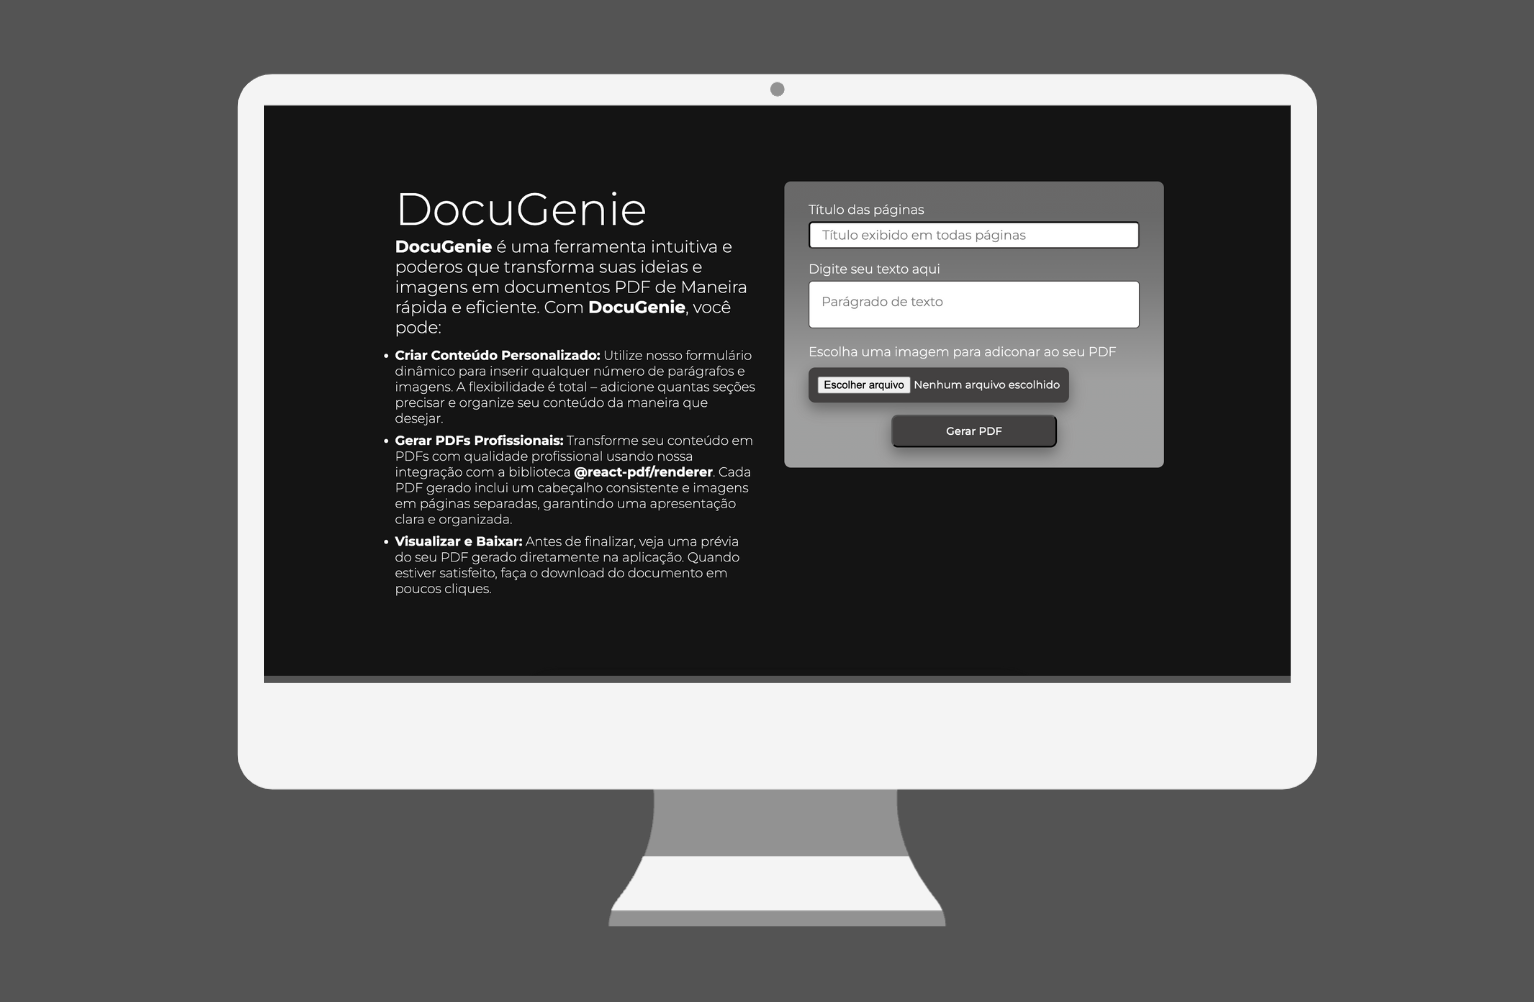 DocuGenie
DocuGenie é uma ferramenta intuitiva e
poderos que transforma suas ideias e
imagens em documentos PDF de Maneira
rápida e eficiente. Com DocuGenie, você
pode:
• Criar Conteúdo Personalizado: Utilize nosso formulário
dinâmico para inserir qualquer número de parágrafos e
imagens. A flexibilidade é total – adicione quantas seções
precisar e organize seu conteúdo da maneira que
desejar.
• Gerar PDFs Profissionais: Transforme seu conteúdo em
PDFs com qualidade profissional usando nossa
integração com a biblioteca @react-pdf/renderer. Cada
PDF gerado inclui um cabeçalho consistente e imagens
em páginas separadas, garantindo uma apresentação
clara e organizada.
• Visualizar e Baixar: Antes de finalizar, veja uma prévia
do seu PDF gerado diretamente na aplicação. Quando
estiver satisfeito, faça o download do documento em
poucos cliques.
Título das páginas
Título exibido em todas páginas
Digite seu texto aqui
Parágrado de texto
Escolha uma imagem para adiconar ao seu PDF
Escolher arquivo Nenhum arquivo escolhido
Gerar PDF